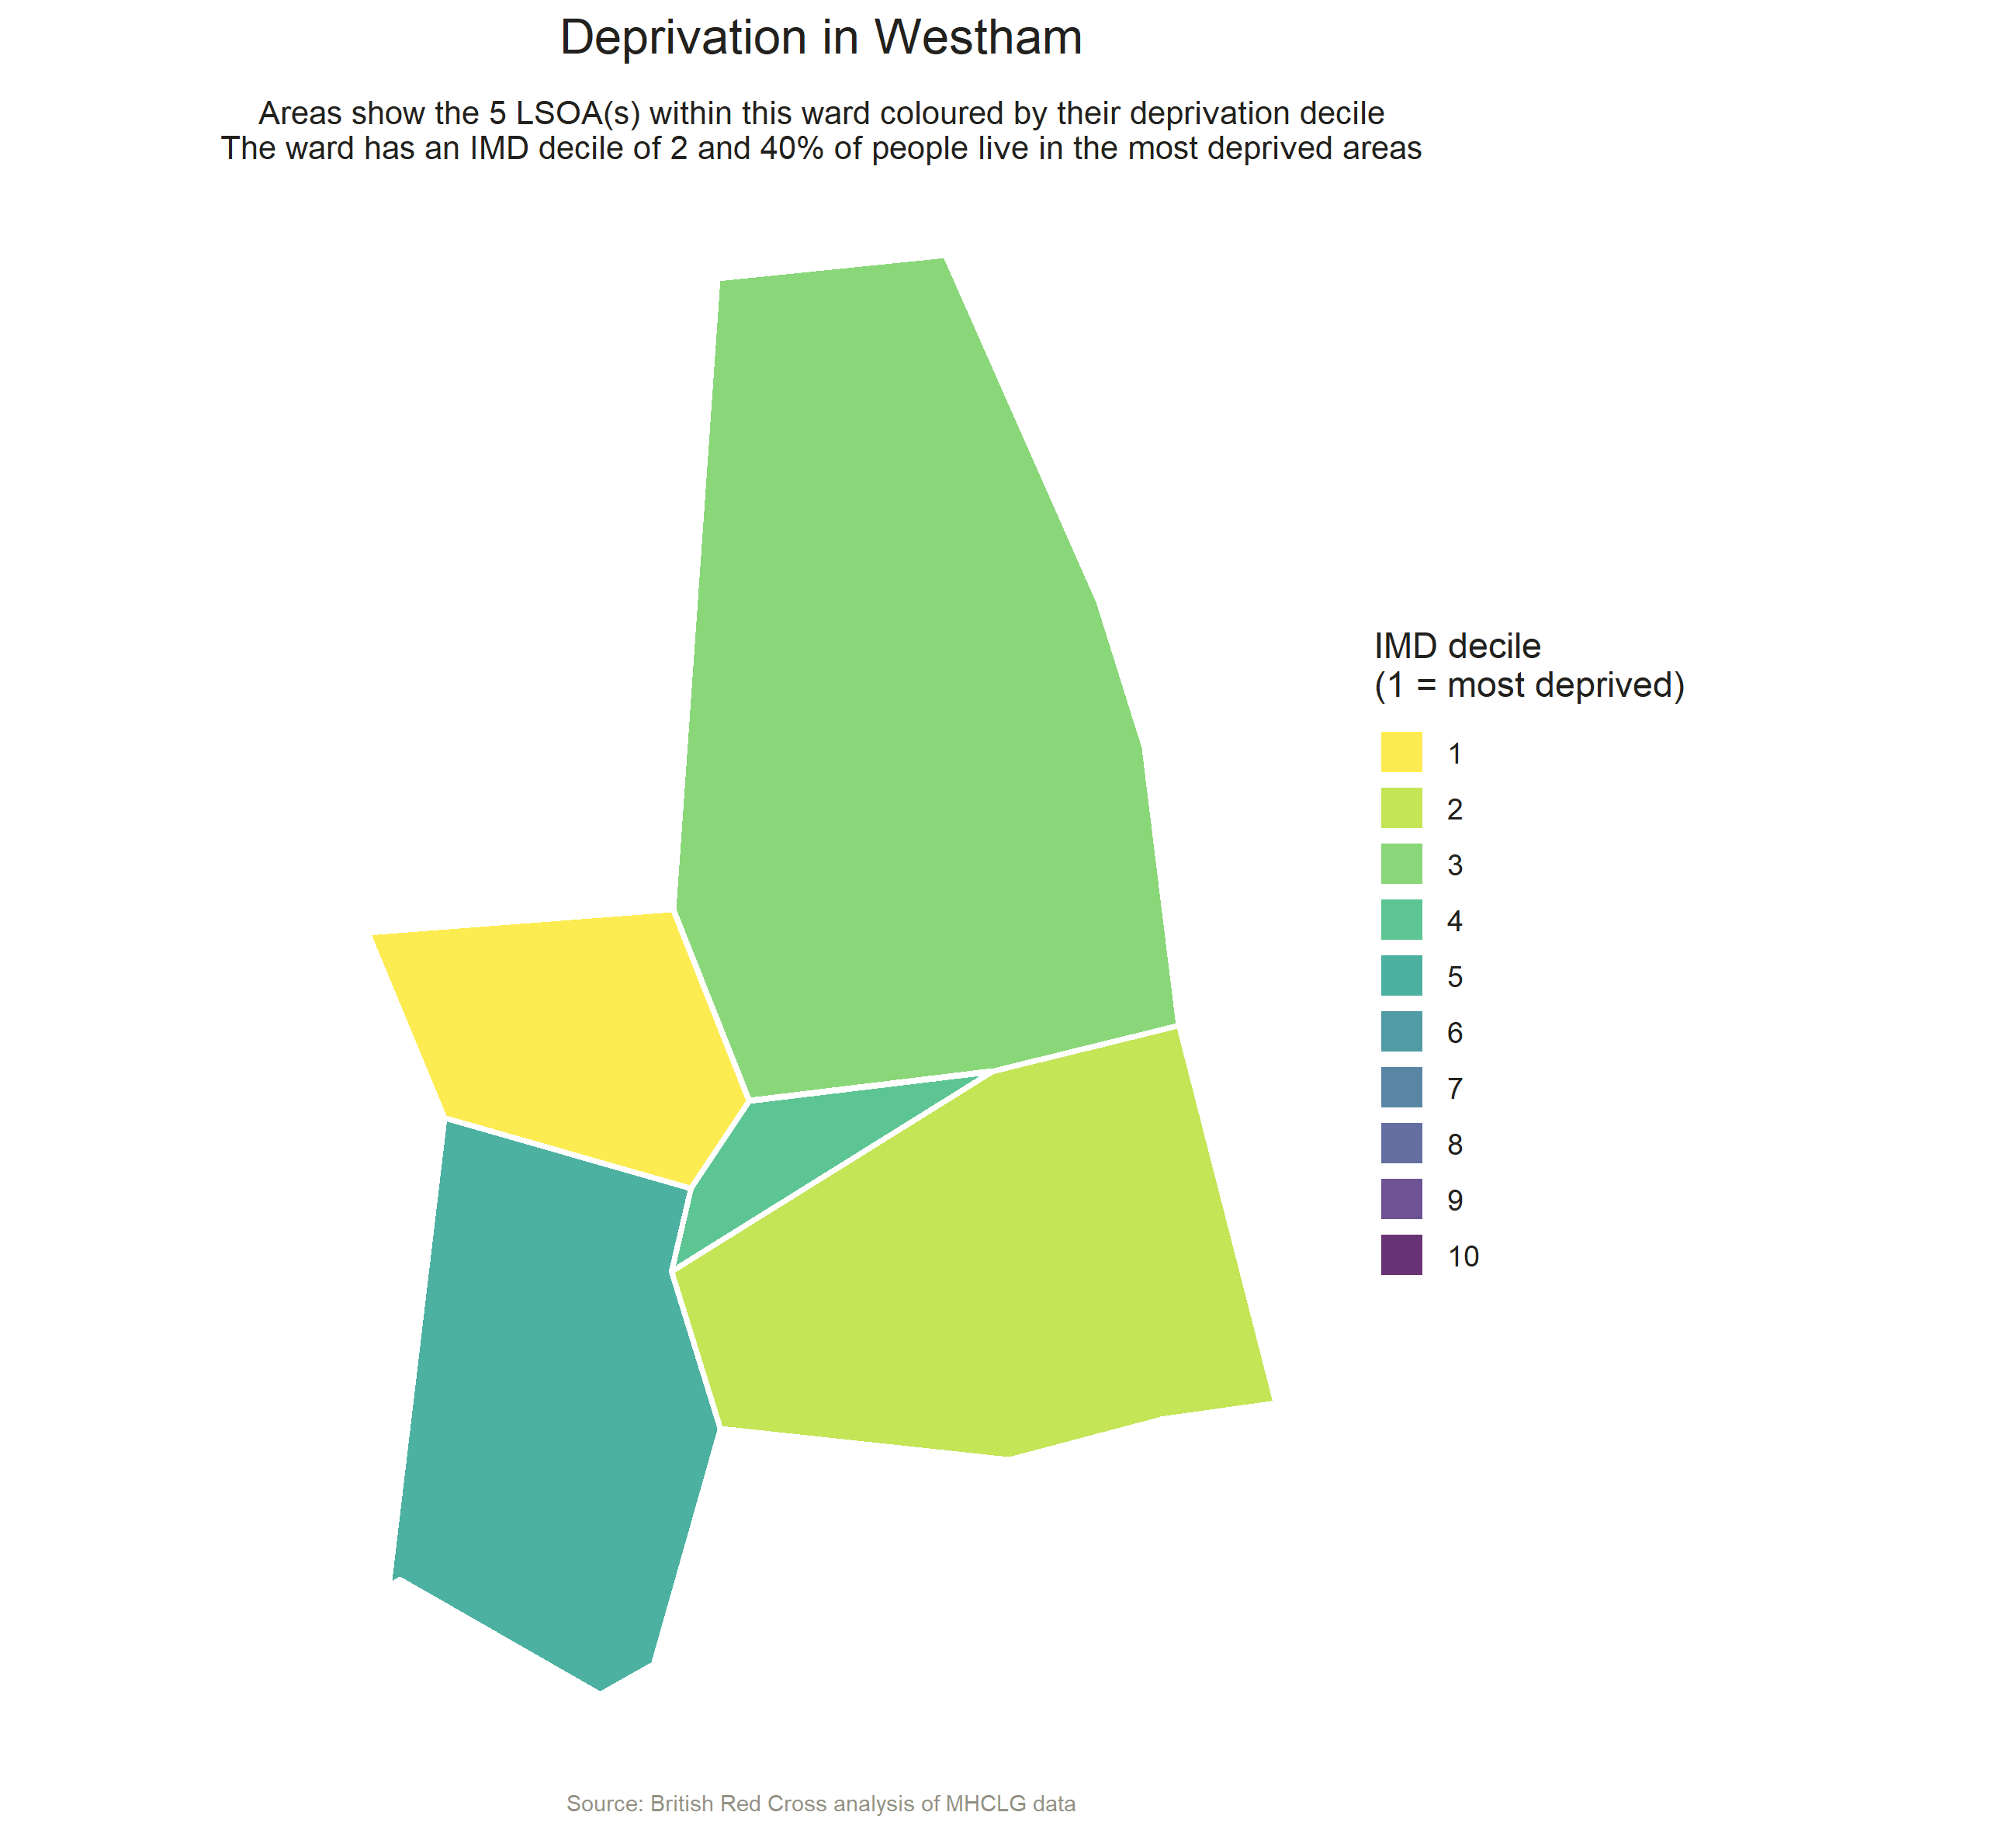 Deprivation in Westham
Areas show the 5 LSOA(s) within this ward coloured by their deprivation decile
The ward has an IMD decile of 2 and 40% of people live in the most deprived areas
IMD decile
(1 = most deprived)
1
2
3
4
5
6
7
8
9
10
Source: British Red Cross analysis of MHCLG data